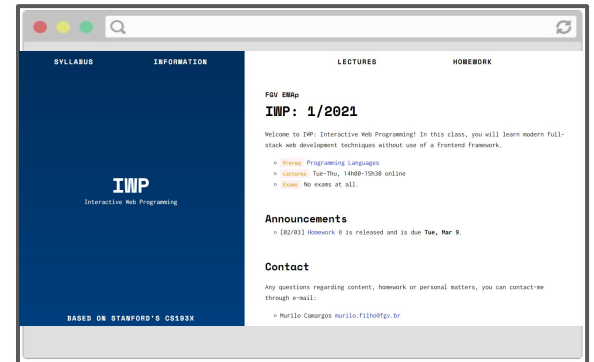 SYLLABUS INFORMATION LECTURES HOMEWORK
IWP
Interactive Web Programming
BASED ON STANFORD'S CS193X
FGV EMAp
IWP: 1/2021
Welcome to IWP: Interactive Web Programming! In this class, you will learn modern full-
stack web development techniques without use of a frontend framework.
Prereq Programming Languages
Lectures Tue-Thu, 14h00-15h30 online
Exams No exams at all.
Announcements
[02/03] Homework 0 is released and is due Tue, Mar 9.
Contact
Any questions regarding content, homework or personal matters, you can contact-me
through e-mail:
Murilo Camargos murilo.filho@fgv.br